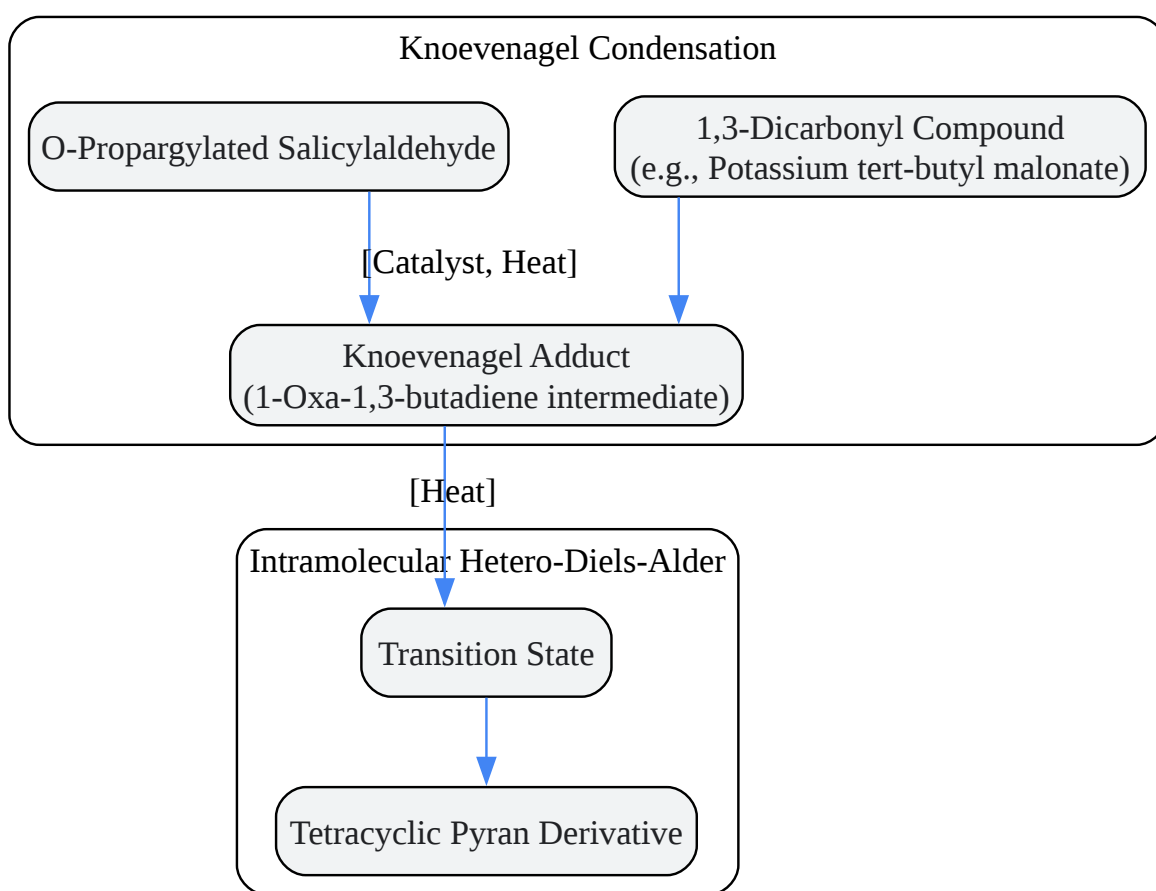 Knoevenagel Condensation
O-Propargylated Salicylaldehyde
1,3-Dicarbonyl Compound
(e.g., Potassium tert-butyl malonate)
[Catalyst, Heat]
Knoevenagel Adduct
(1-Oxa-1,3-butadiene intermediate)
[Heat]
Intramolecular Hetero-Diels-Alder
Transition State
Tetracyclic Pyran Derivative